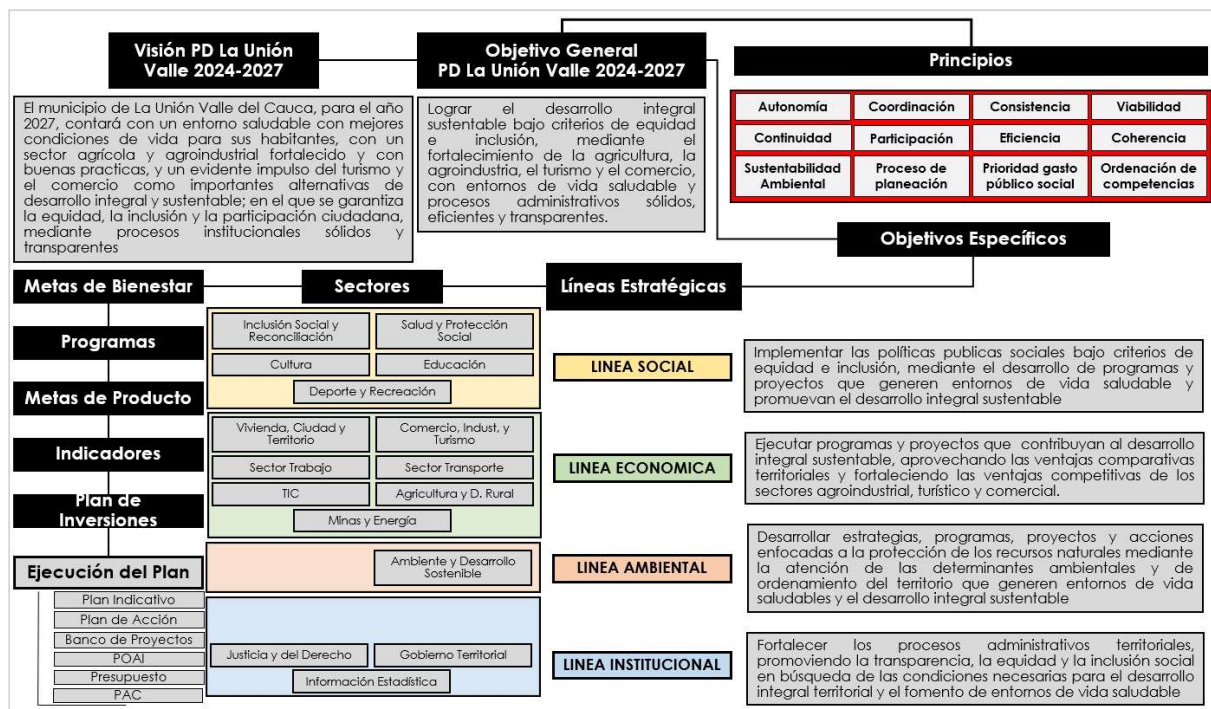 Visión PD La Unión
Valle 2024-2027
El municipio de La Unión Valle del Cauca, para el año
2027, contará con un entorno saludable con mejores
condiciones de vida para sus habitantes, con un
sector agrícola y agroindustrial fortalecido y con
buenas practicas, y un evidente impulso del turismo y
el comercio como importantes alternativas de
desarrollo integral y sustentable; en el que se garantiza
la equidad, la inclusión y la participación ciudadana,
mediante procesos institucionales sólidos y
transparentes
Objetivo General
PD La Unión Valle 2024-2027
Lograr el desarrollo integral
sustentable bajo criterios de equidad
e inclusión, mediante el
fortalecimiento de la agricultura, la
agroindustria, el turismo y el comercio,
con entornos de vida saludable y
procesos administrativos sólidos,
eficientes y transparentes.
Principios
Autonomía
Coordinación
Consistencia
Viabilidad
Continuidad
Participación
Eficiencia
Coherencia
Sustentabilidad
Ambiental
Proceso de
planeación
Prioridad gasto
público social
Ordenación de
competencias
Objetivos Específicos
Metas de Bienestar
Sectores
Líneas Estratégicas
Programas
Metas de Producto
Indicadores
Plan de
Inversiones
Ejecución del Plan
Plan Indicativo
Plan de Acción
Banco de Proyectos
POAI
Presupuesto
PAC
Inclusión Social y
Reconciliación
Salud y Protección
Social
Cultura
Educación
Deporte y Recreación
LINEA SOCIAL
Implementar las políticas publicas sociales bajo criterios de
equidad e inclusión, mediante el desarrollo de programas y
proyectos que generen entornos de vida saludable y
promuevan el desarrollo integral sustentable
Vivienda, Ciudad y
Territorio
Comercio, Indust, y
Turismo
Sector Trabajo
Sector Transporte
TIC
Agricultura y D. Rural
Minas y Energía
LINEA ECONOMICA
Ejecutar programas y proyectos que contribuyan al desarrollo
integral sustentable, aprovechando las ventajas comparativas
territoriales y fortaleciendo las ventajas competitivas de los
sectores agroindustrial, turístico y comercial.
Ambiente y Desarrollo
Sostenible
LINEA AMBIENTAL
Desarrollar estrategias, programas, proyectos y acciones
enfocadas a la protección de los recursos naturales mediante
la atención de las determinantes ambientales y de
ordenamiento del territorio que generen entornos de vida
saludables y el desarrollo integral sustentable
Justicia y del Derecho
Gobierno Territorial
Información Estadística
LINEA INSTITUCIONAL
Fortalecer los procesos administrativos territoriales,
promoviendo la transparencia, la equidad y la inclusión social
en búsqueda de las condiciones necesarias para el desarrollo
integral territorial y el fomento de entornos de vida saludable